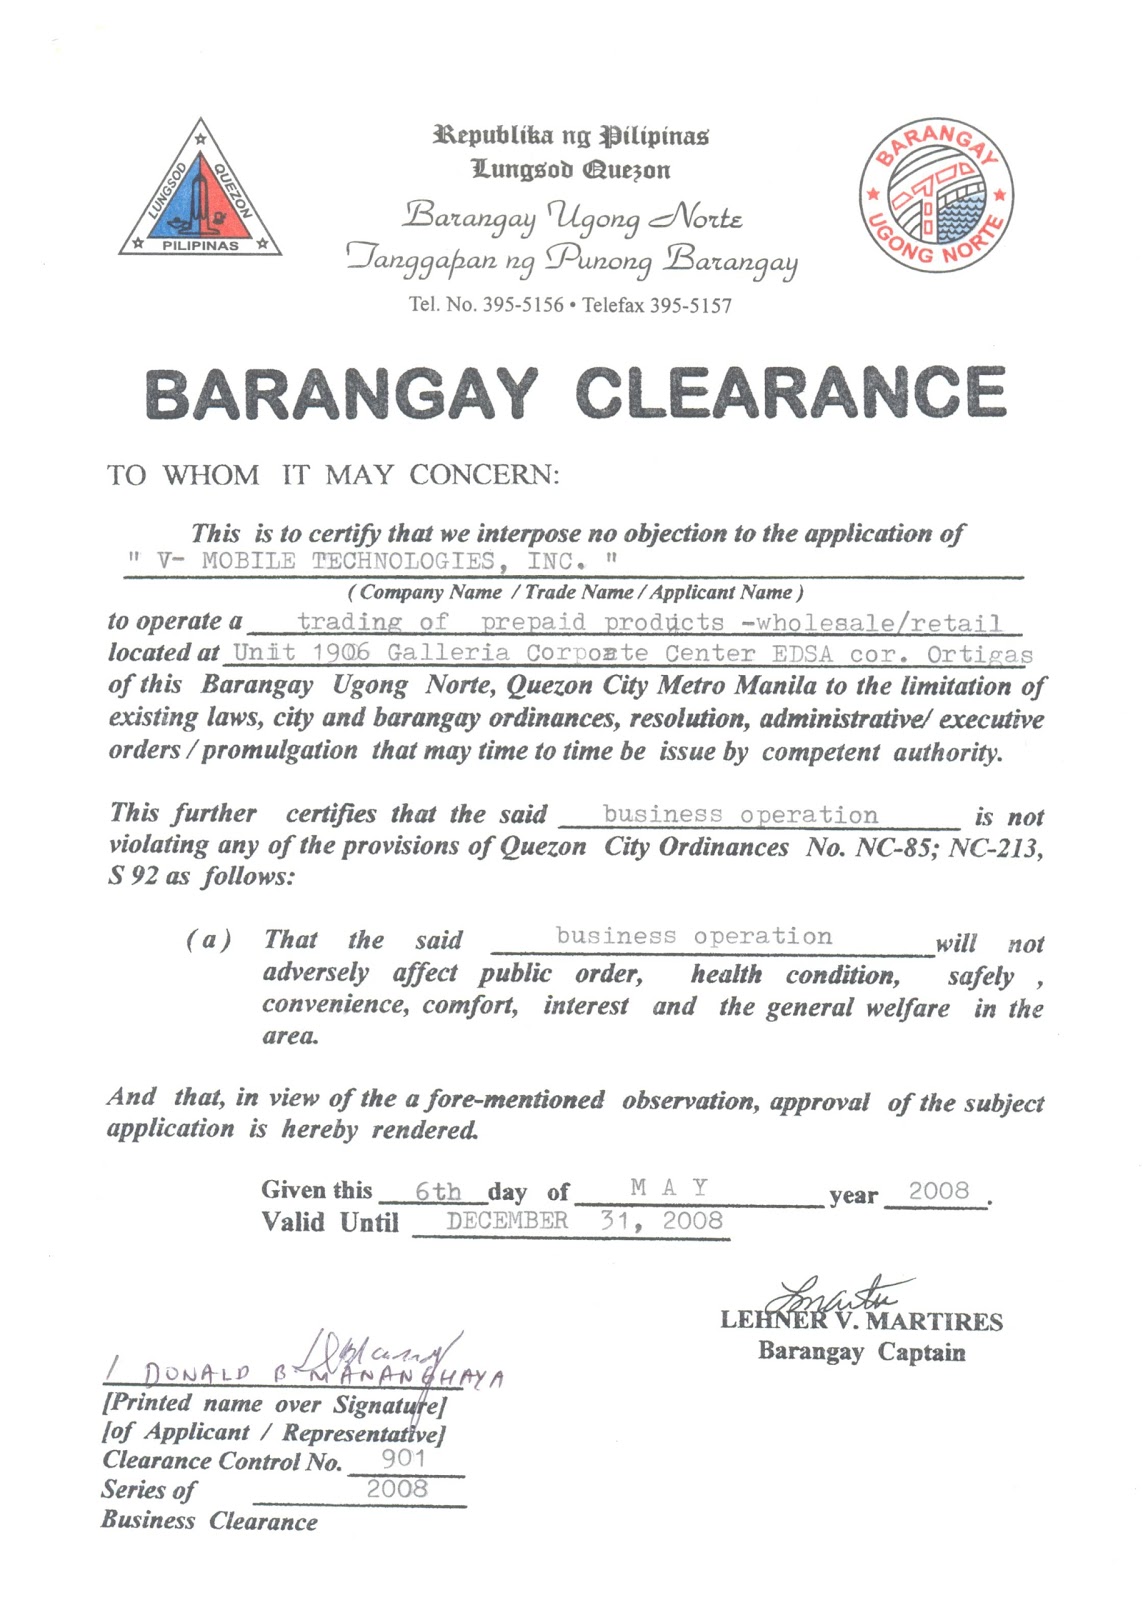 LUNGSOD QUEZON
PILIPINAS
Republika ng Pilipinas
Lungsod Quezon
Barangay Ugong Norte
Tanggapan ng Punong Barangay
Tel. No. 395-5156 • Telefax 395-5157
BARANGAY
UGONG NORTE
BARANGAY CLEARANCE
TO WHOM IT MAY CONCERN:
This is to certify that we interpose no objection to the application of
" V- MOBILE TECHNOLOGIES, INC. "
( Company Name / Trade Name / Applicant Name )
to operate a trading of prepaid products -wholesale/retail
located at Unit 1906 Galleria Corporate Center EDSA cor. Ortigas
of this Barangay Ugong Norte, Quezon City Metro Manila to the limitation of
existing laws, city and barangay ordinances, resolution, administrative/ executive
orders / promulgation that may time to time be issue by competent authority.
This further certifies that the said business operation is not
violating any of the provisions of Quezon City Ordinances No. NC-85; NC-213,
S 92 as follows:
( a ) That the said business operation will not
adversely affect public order, health condition, safely ,
convenience, comfort, interest and the general welfare in the
area.
And that, in view of the a fore-mentioned observation, approval of the subject
application is hereby rendered.
Given this 6th day of M A Y year 2008 .
Valid Until DECEMBER 31, 2008
LEHNER V. MARTIRES
Barangay Captain
DONALD B. MANANGHAYA
[Printed name over Signature]
[of Applicant / Representative]
Clearance Control No. 901
Series of 2008
Business Clearance